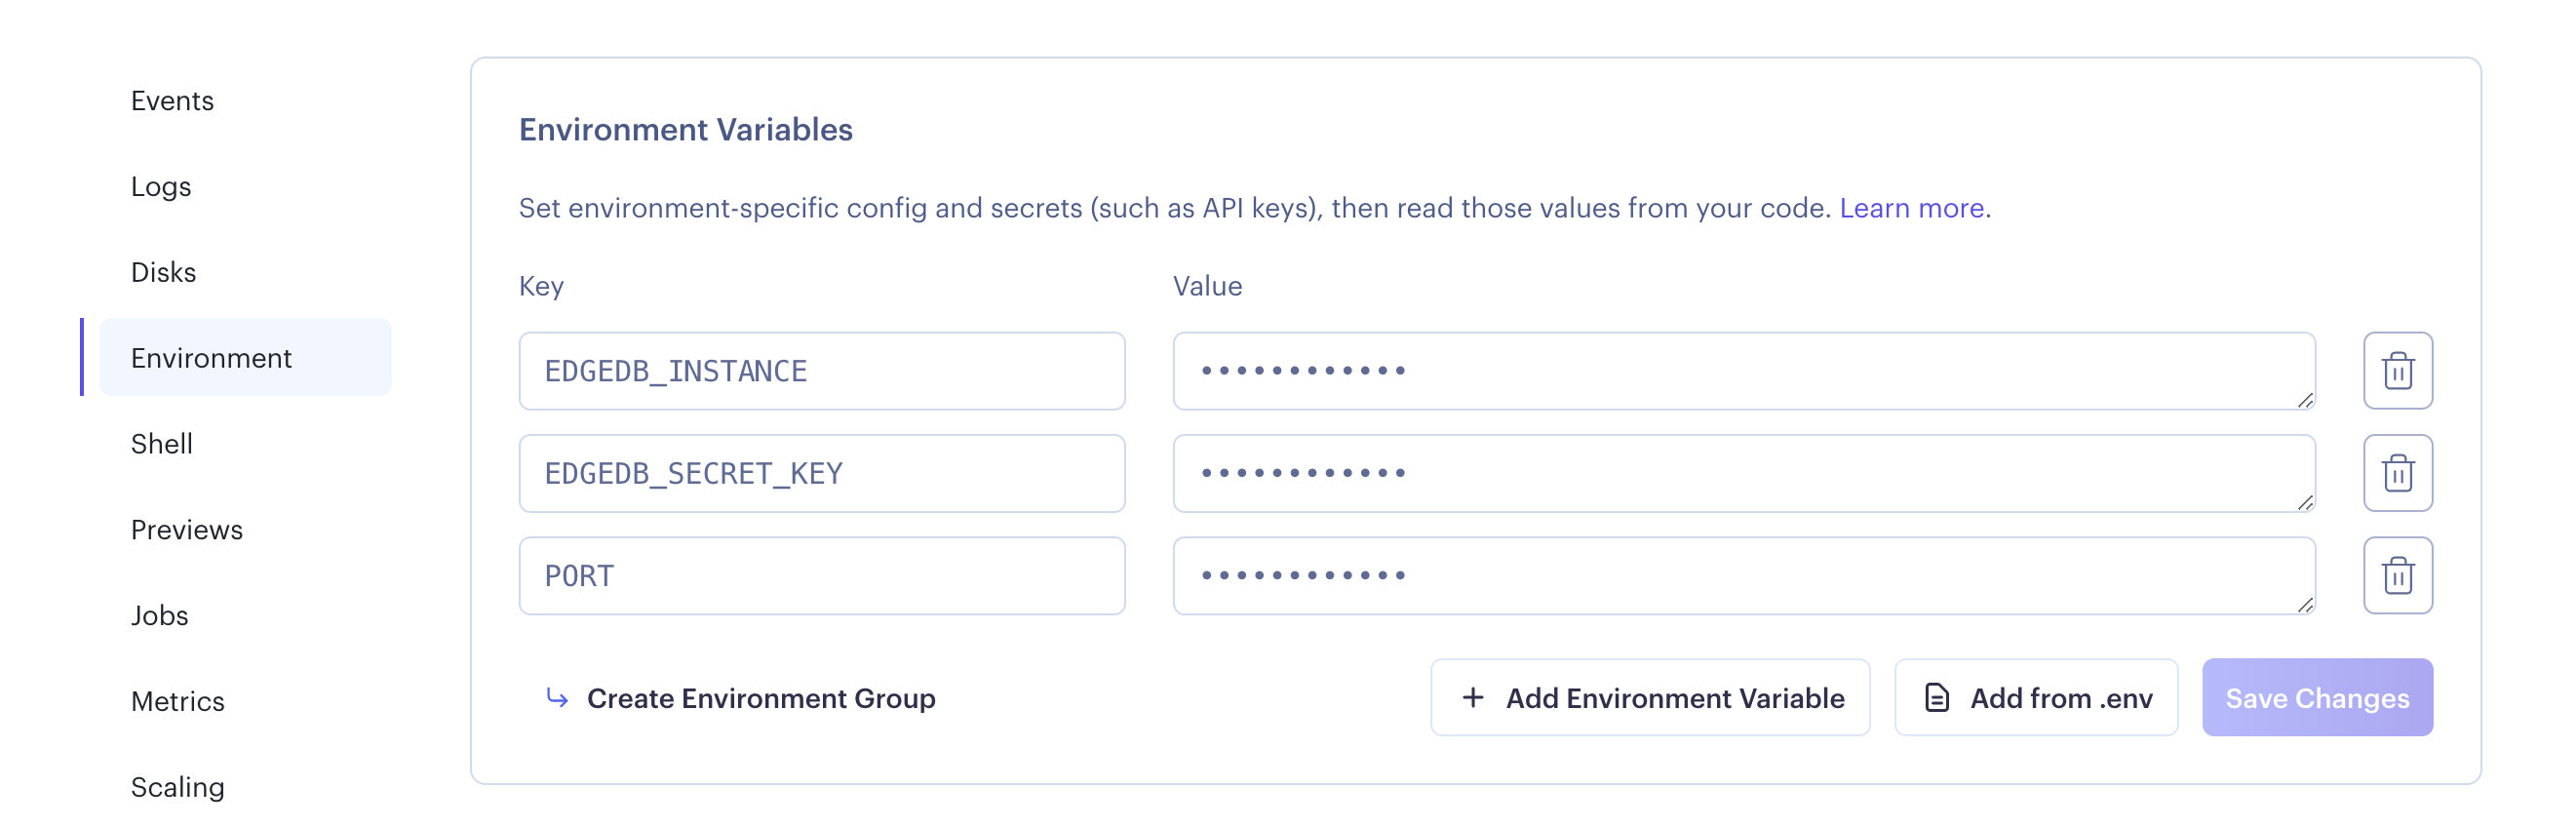 Events
Logs
Disks
Environment
Shell
Previews
Jobs
Metrics
Scaling
Environment Variables
Set environment-specific config and secrets (such as API keys), then read those values from your code. Learn more.
Key Value
EDGEDB_INSTANCE ••••••••••••
EDGEDB_SECRET_KEY ••••••••••••
PORT ••••••••••••
Create Environment Group + Add Environment Variable Add from .env Save Changes